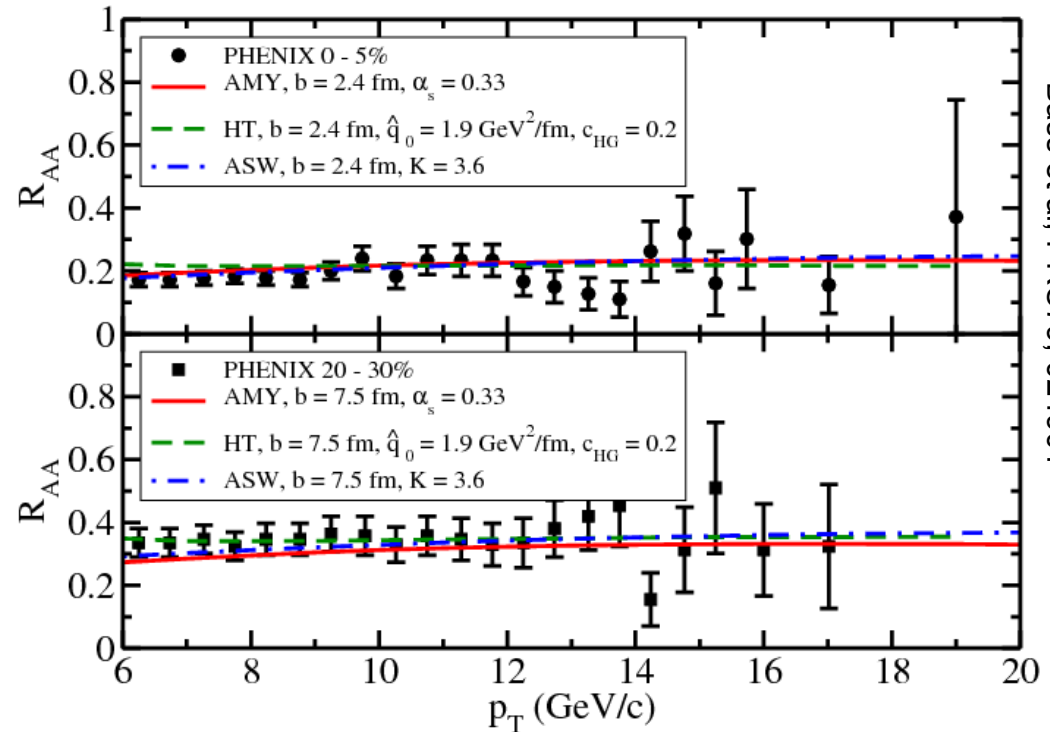 1
0.8
0.6
0.4
0.2
0
R_AA
PHENIX 0 - 5%
AMY, b = 2.4 fm, α_s = 0.33
HT, b = 2.4 fm, q̂_0 = 1.9 GeV²/fm, c_HG = 0.2
ASW, b = 2.4 fm, K = 3.6
0.8
0.6
0.4
0.2
0
R_AA
PHENIX 20 - 30%
AMY, b = 7.5 fm, α_s = 0.33
HT, b = 7.5 fm, q̂_0 = 1.9 GeV²/fm, c_HG = 0.2
ASW, b = 7.5 fm, K = 3.6
6 8 10 12 14 16 18 20
p_T (GeV/c)
et al.,